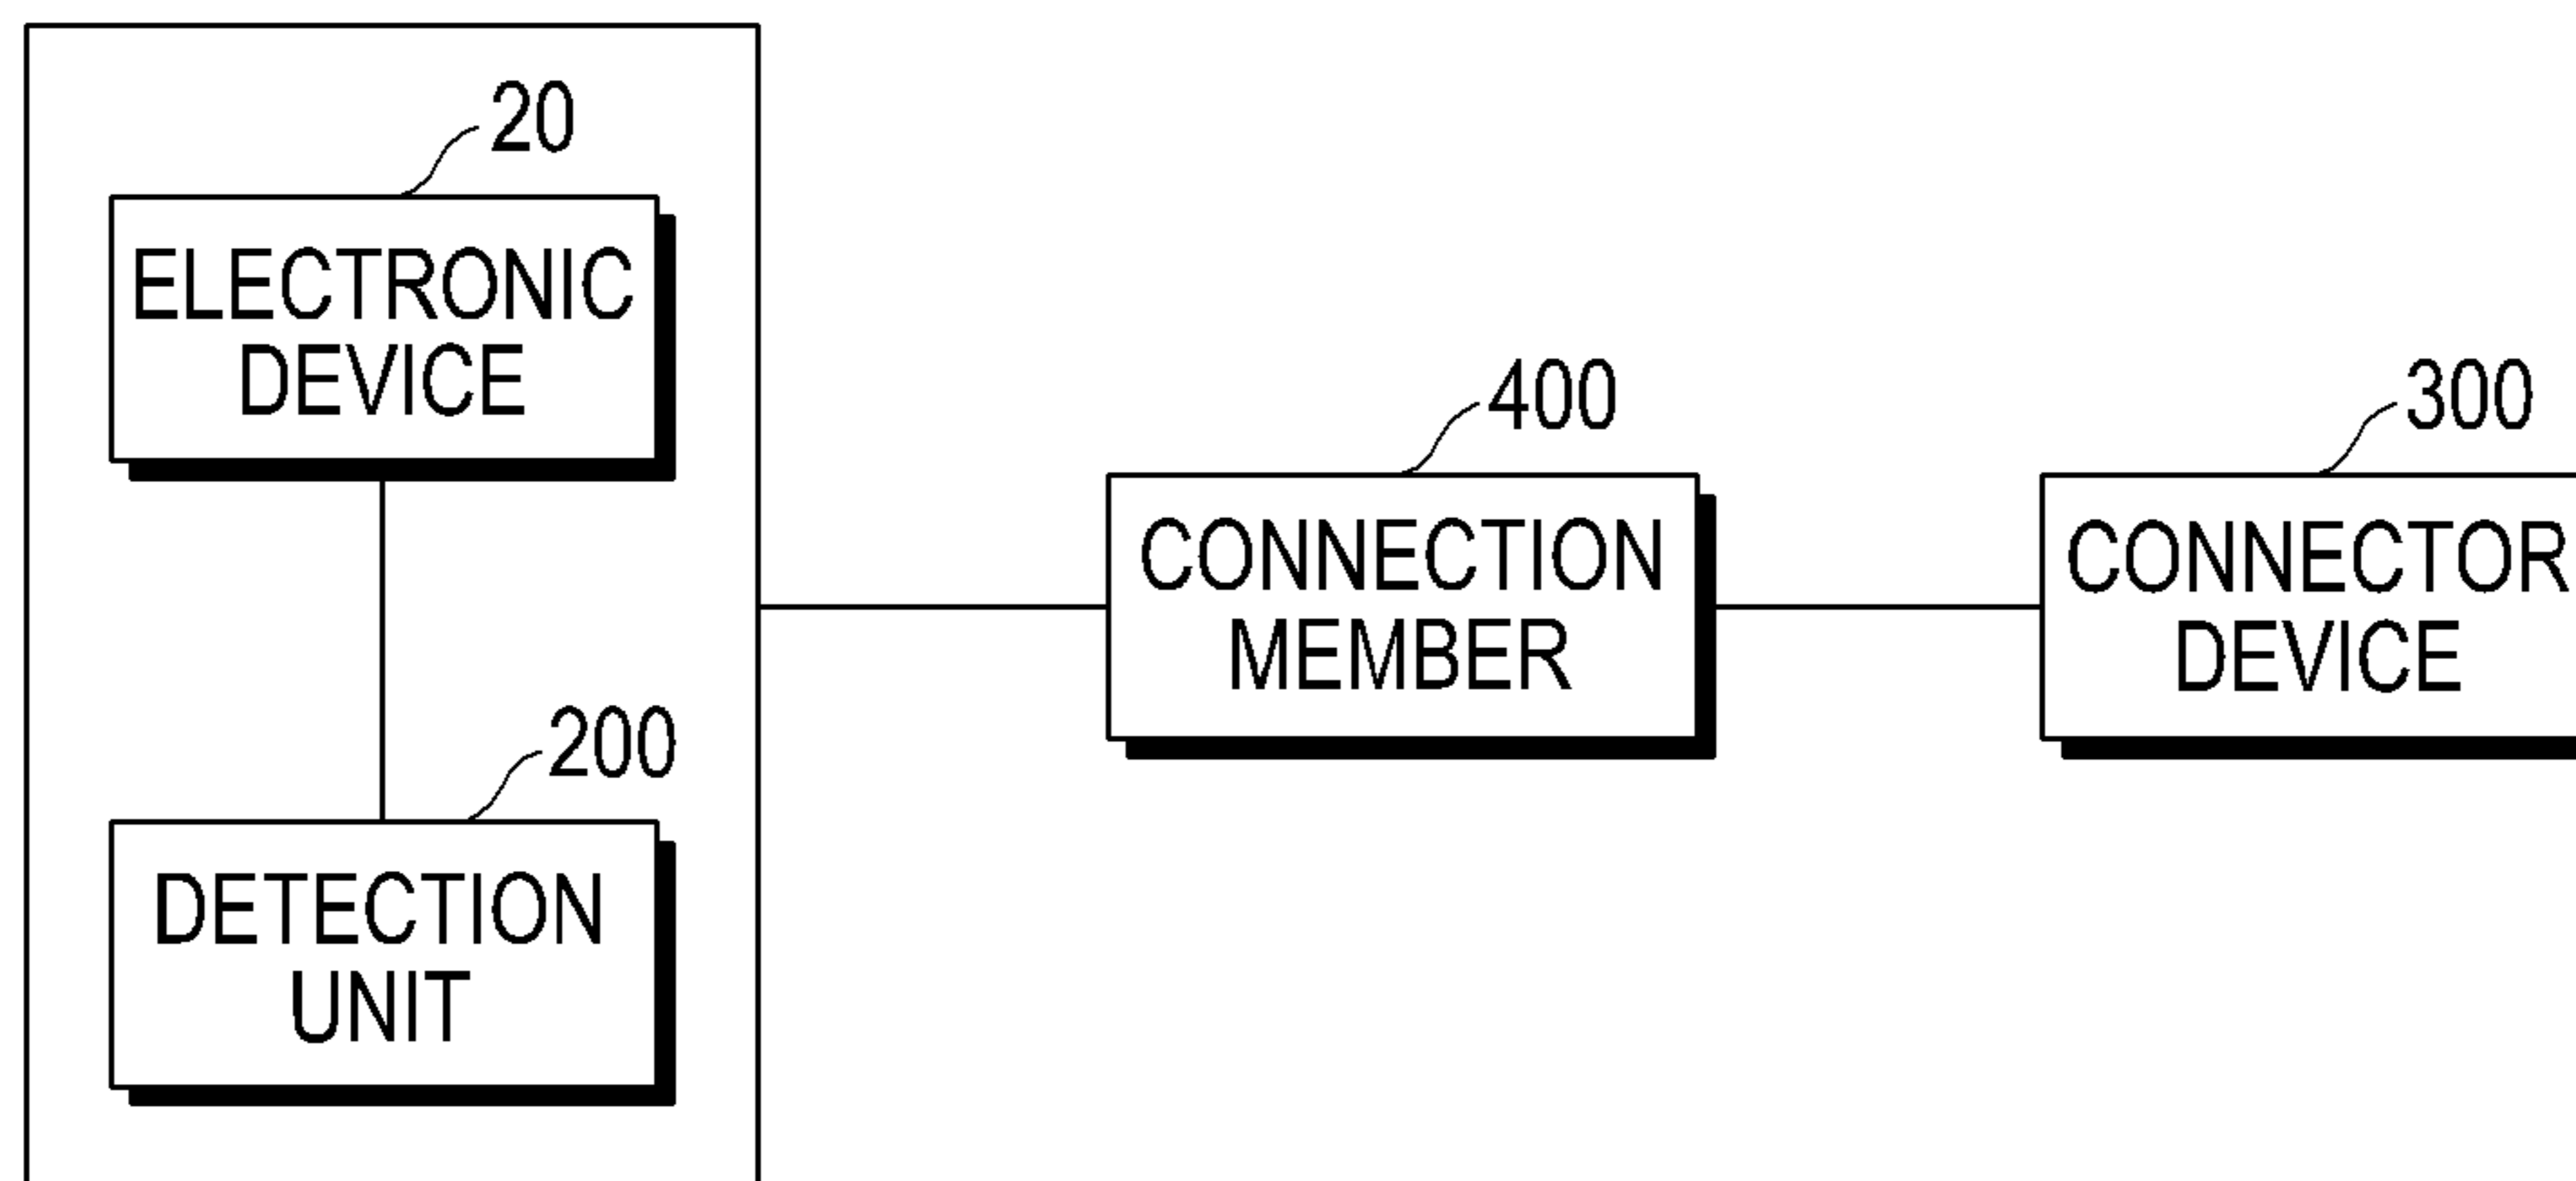 20
ELECTRONIC
DEVICE
400
CONNECTION
MEMBER
300
CONNECTOR
DEVICE
200
DETECTION
UNIT